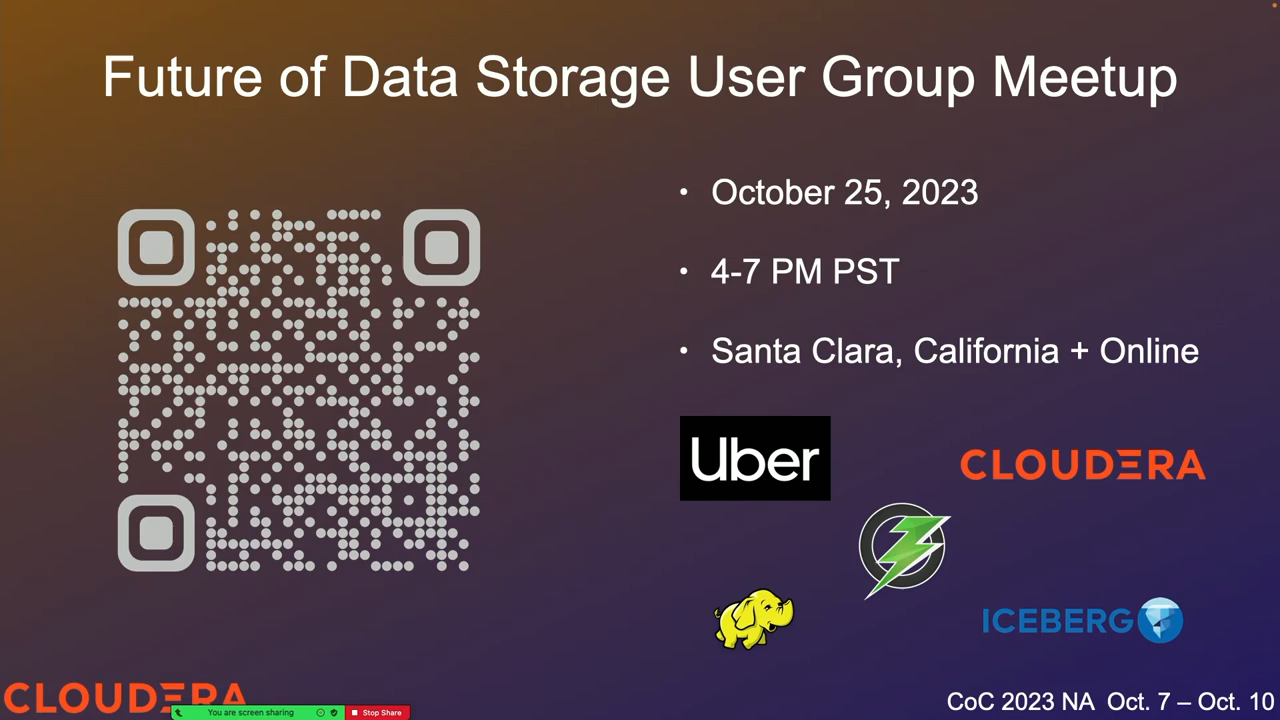 Future of Data Storage User Group Meetup
• October 25, 2023
• 4-7 PM PST
• Santa Clara, California + Online
Uber
CLOUDERA
ICEBERG
CLOUDERA
You are screen sharing
Stop Share
CoC 2023 NA Oct. 7 – Oct. 10